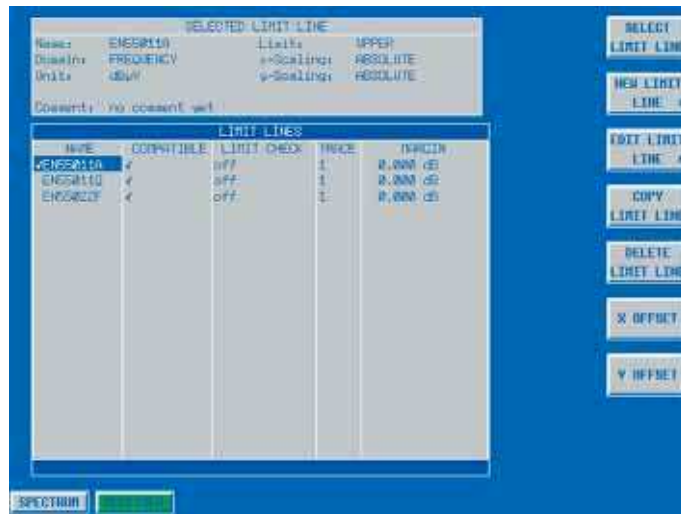 SELECTED LIMIT LINE
Name: EN55011A Limit: UPPER
Domain: FREQUENCY x-Scaling: ABSOLUTE
Unit: dBµV y-Scaling: ABSOLUTE
Comment: no comment yet
LIMIT LINES
NAME COMPATIBLE LIMIT CHECK TRACE MARGIN
✓EN55011A ✓ off 1 0.000 dB
EN55011Q ✓ off 1 0.000 dB
EN55022F ✓ off 1 0.000 dB
SELECT
LIMIT LINE
NEW LIMIT
LINE
EDIT LIMIT
LINE
COPY
LIMIT LINE
DELETE
LIMIT LINE
X OFFSET
Y OFFSET
SPECTRUM